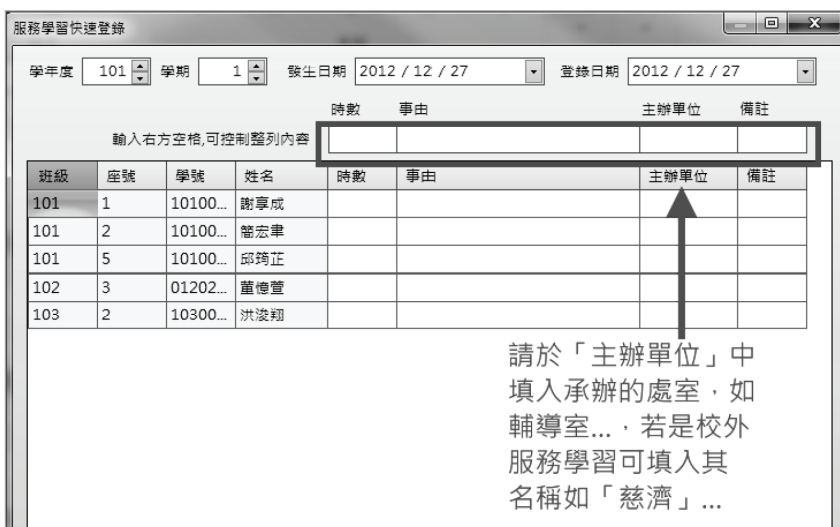 服務學習快速登錄
學年度 101 學期 1 發生日期 2012 / 12 / 27 登錄日期 2012 / 12 / 27
時數 事由 主辦單位 備註
輸入右方空格,可控制整列內容
班級 座號 學號 姓名 時數 事由 主辦單位 備註
101 1 10100... 謝享成
101 2 10100... 簡宏聿
101 5 10100... 邱筠芷
102 3 01202... 董憶萱
103 2 10300... 洪浚翔
請於「主辦單位」中
填入承辦的處室，如
輔導室...，若是校外
服務學習可填入其
名稱如「慈濟」...